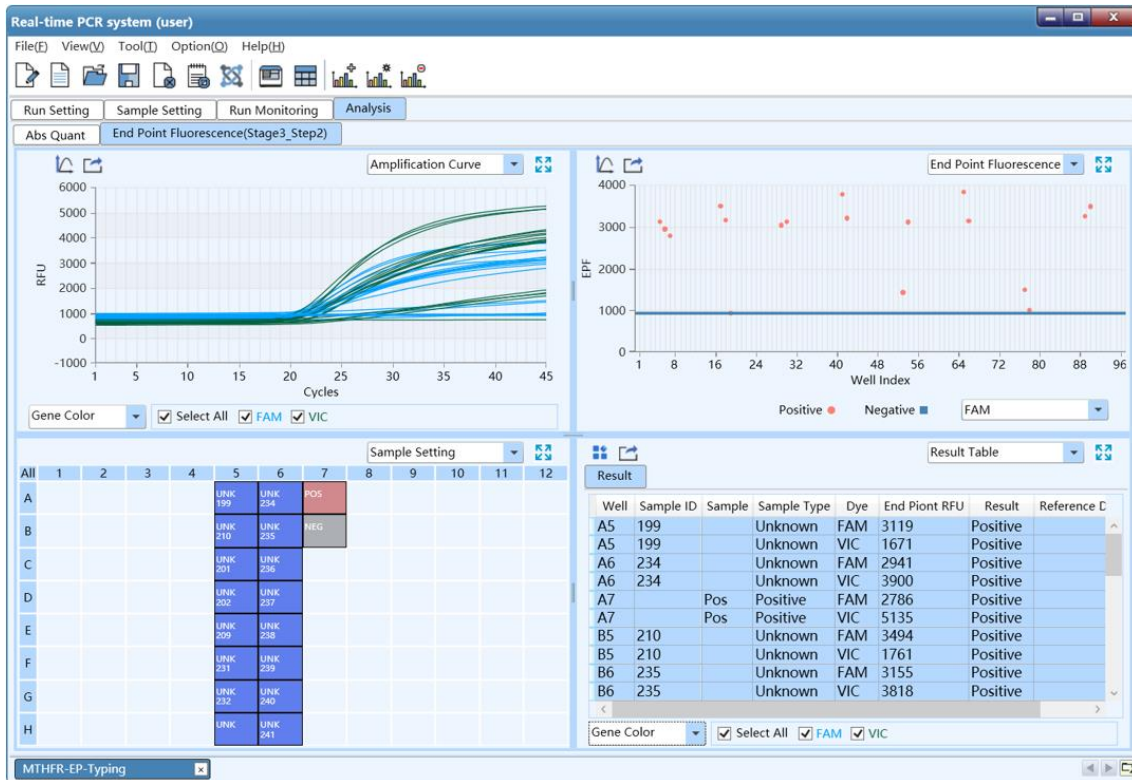 Real-time PCR system (user)
File(F) View(V) Tool(T) Option(O) Help(H)
Run Setting Sample Setting Run Monitoring Analysis
Abs Quant End Point Fluorescence(Stage3_Step2)
Amplification Curve
6000
5000
4000
3000
2000
1000
0
-1000
RFU
1 5 10 15 20 25 30 35 40 45
Cycles
Gene Color Select All FAM VIC
End Point Fluorescence
4000
3000
2000
1000
0
EPF
1 8 16 24 32 40 48 56 64 72 80 88 96
Well Index
Positive Negative FAM
Sample Setting
All 1 2 3 4 5 6 7 8 9 10 11 12
A UNK 199 UNK 234 POS
B UNK 210 UNK 235 NEG
C UNK 201 UNK 236
D UNK 202 UNK 237
E UNK 209 UNK 238
F UNK 231 UNK 239
G UNK 232 UNK 240
H UNK UNK 241
Result Table
Result
Well Sample ID Sample Sample Type Dye End Piont RFU Result Reference D
A5 199 Unknown FAM 3119 Positive
A5 199 Unknown VIC 1671 Positive
A6 234 Unknown FAM 2941 Positive
A6 234 Unknown VIC 3900 Positive
A7 Pos Positive FAM 2786 Positive
A7 Pos Positive VIC 5135 Positive
B5 210 Unknown FAM 3494 Positive
B5 210 Unknown VIC 1761 Positive
B6 235 Unknown FAM 3155 Positive
B6 235 Unknown VIC 3818 Positive
Gene Color Select All FAM VIC
MTHFR-EP-Typing